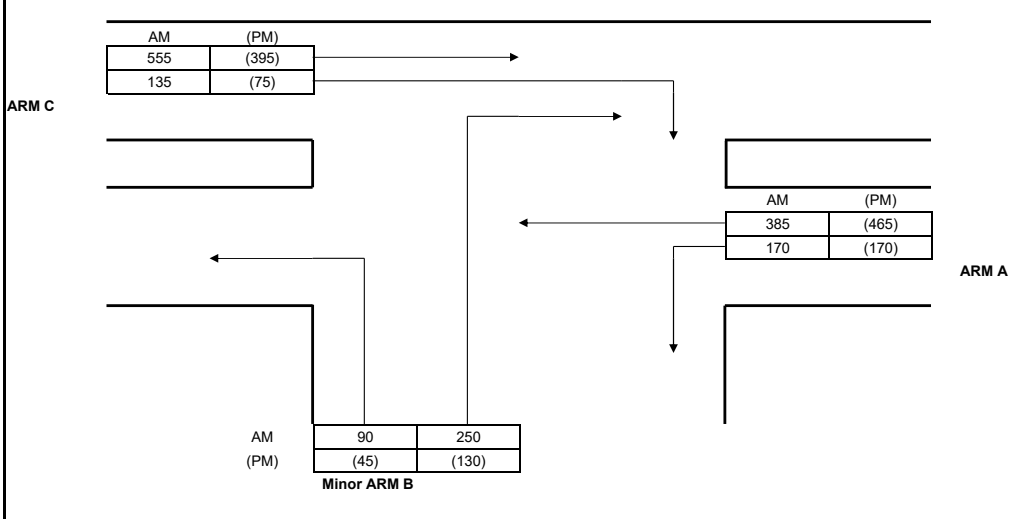 AM (PM)
555 (395)
135 (75)
ARM C
AM (PM)
385 (465)
170 (170)
ARM A
AM 90 250
(PM) (45) (130)
Minor ARM B